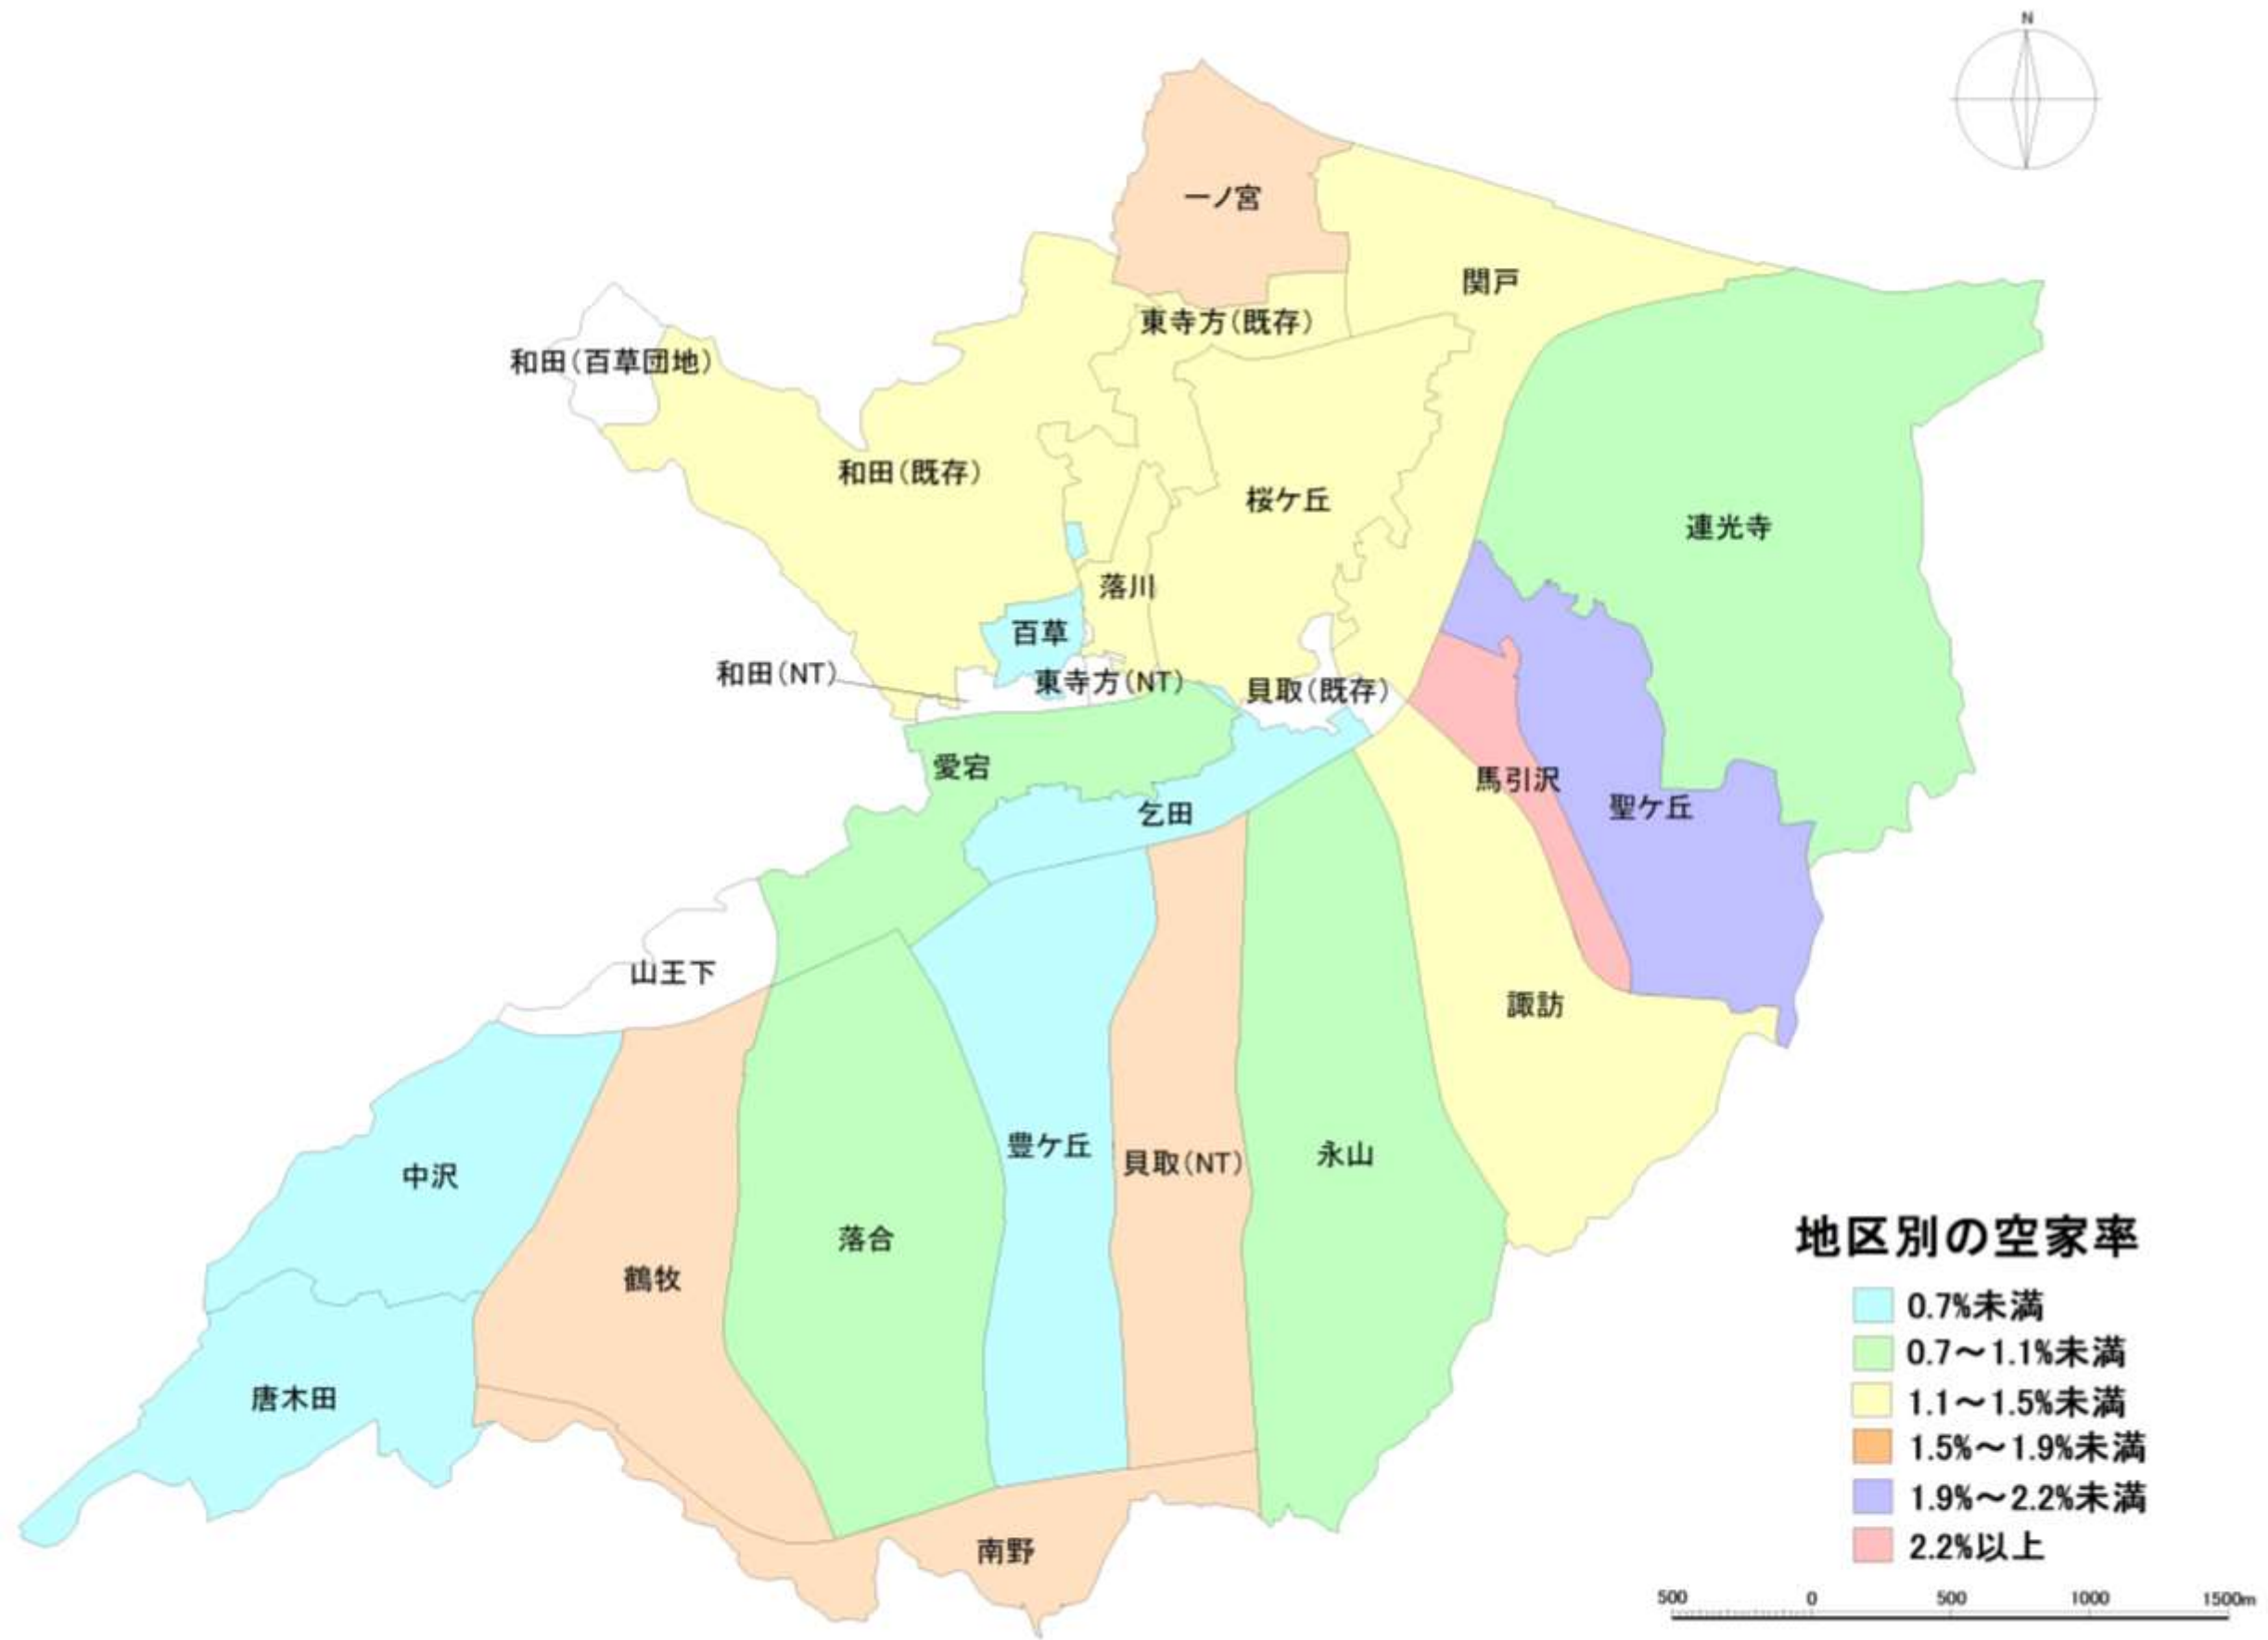 N
一ノ宮
関戸
東寺方(既存)
和田(百草団地)
和田(既存)
桜ケ丘
連光寺
落川
百草
和田(NT)
東寺方(NT)
貝取(既存)
愛宕
馬引沢
聖ケ丘
乞田
山王下
諏訪
豊ケ丘
貝取(NT)
永山
中沢
落合
鶴牧
唐木田
南野
地区別の空家率
0.7%未満
0.7～1.1%未満
1.1～1.5%未満
1.5%～1.9%未満
1.9%～2.2%未満
2.2%以上
500 0 500 1000 1500m